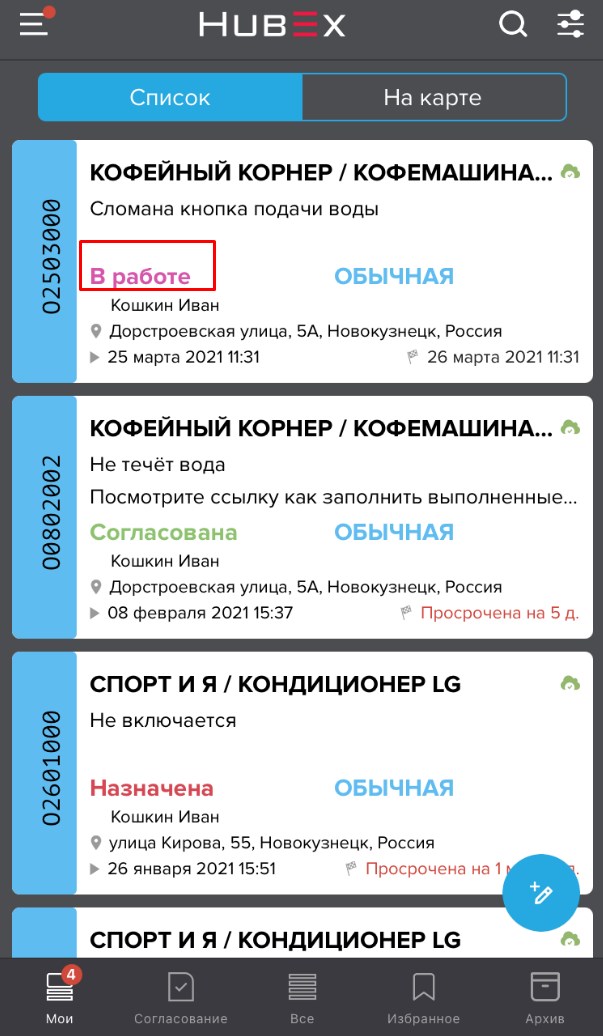 HUBEX
Список
На карте
КОФЕЙНЫЙ КОРНЕР / КОФЕМАШИНА...
Сломана кнопка подачи воды
О2503000
В работе ОБЫЧНАЯ
Кошкин Иван
Дорстроевская улица, 5А, Новокузнецк, Россия
25 марта 2021 11:31 26 марта 2021 11:31
КОФЕЙНЫЙ КОРНЕР / КОФЕМАШИНА...
Не течёт вода
Посмотрите ссылку как заполнить выполненные...
О0802002
Согласована ОБЫЧНАЯ
Кошкин Иван
Дорстроевская улица, 5А, Новокузнецк, Россия
08 февраля 2021 15:37 Просрочена на 5 д.
СПОРТ И Я / КОНДИЦИОНЕР LG
Не включается
О2601000
Назначена ОБЫЧНАЯ
Кошкин Иван
улица Кирова, 55, Новокузнецк, Россия
26 января 2021 15:51 Просрочена на 1
СПОРТ И Я / КОНДИЦИОНЕР LG
4
Мои Согласование Все Избранное Архив